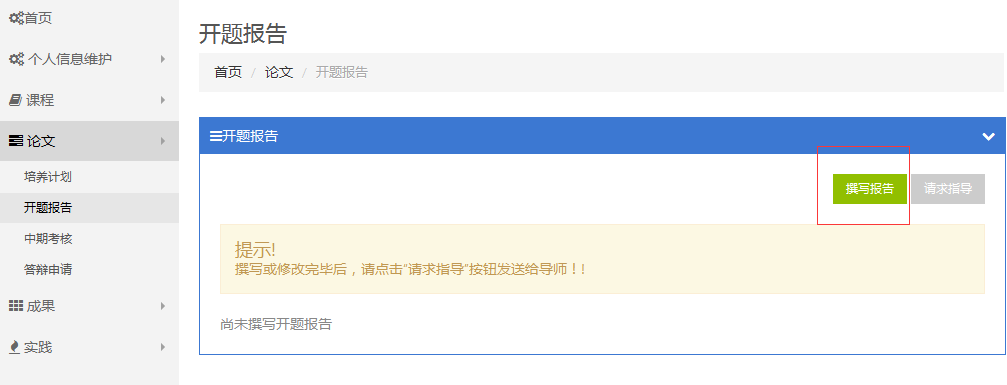 首页
个人信息维护
课程
论文
培养计划
开题报告
中期考核
答辩申请
成果
实践
开题报告
首页 / 论文 / 开题报告
开题报告
撰写报告 请求指导
提示!
撰写或修改完毕后，请点击"请求指导"按钮发送给导师！!
尚未撰写开题报告